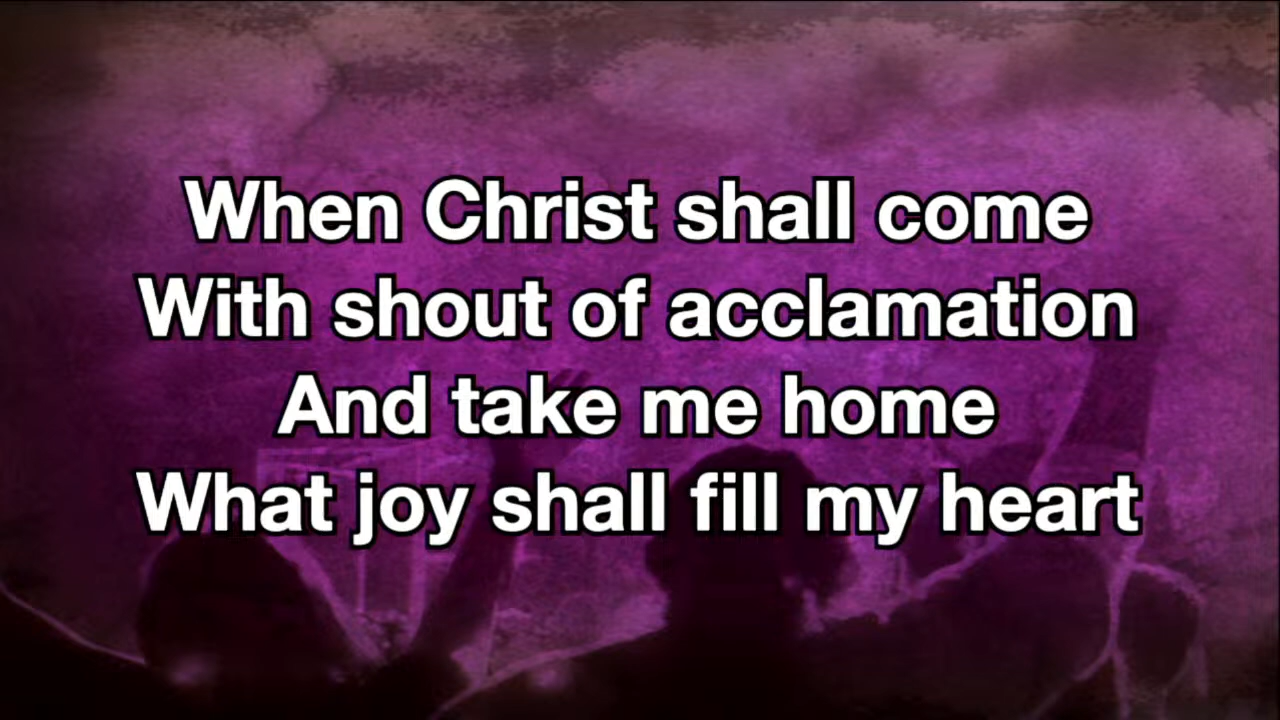 When Christ shall come
With shout of acclamation
And take me home
What joy shall fill my heart